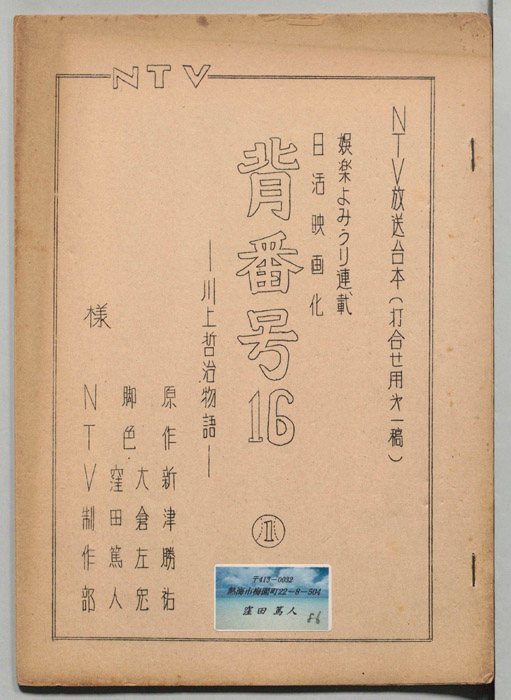 NTV
NTV放送台本(打合せ用才一稿)
娯楽よみうり連載
日活映画化
背番号16
―川上哲治物語―
①
原作 新津勝祐
脚色 大倉左兎
窪田篤人
NTV制作部
様
〒413-0032
熱海市梅園町22-8-504
窪田篤人
86